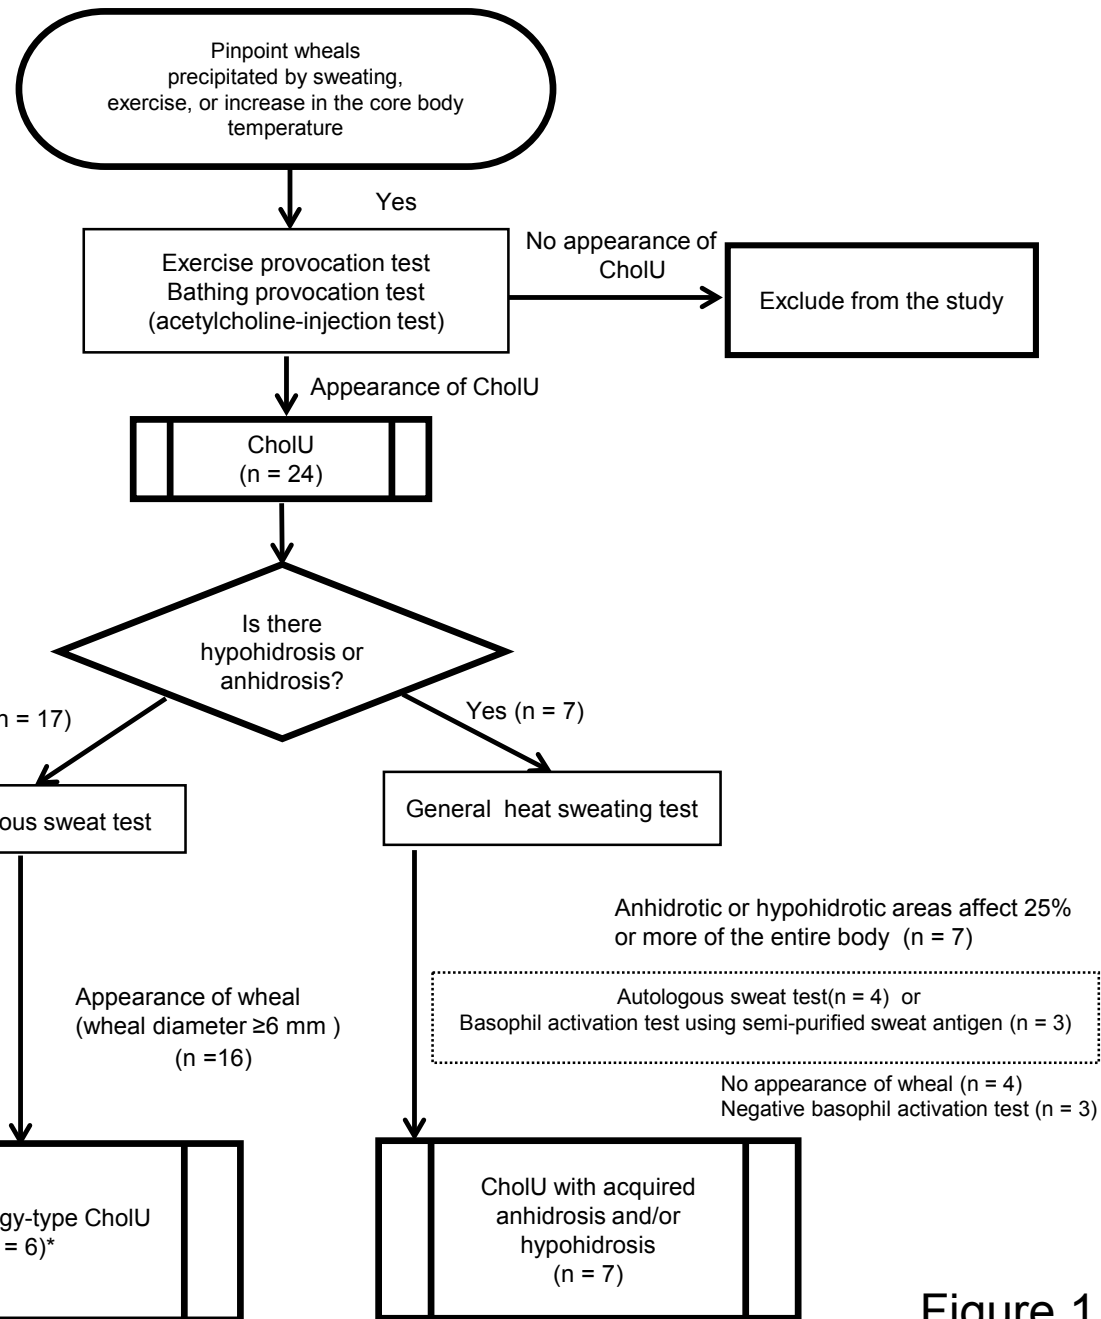 Pinpoint wheals
precipitated by sweating,
exercise, or increase in the core body
temperature
Yes
Exercise provocation test
Bathing provocation test
(acetylcholine-injection test)
No appearance of
CholU
Exclude from the study
Appearance of CholU
CholU
(n = 24)
Is there
hypohidrosis or
anhidrosis?
n = 17)
Yes (n = 7)
ous sweat test
General heat sweating test
Anhidrotic or hypohidrotic areas affect 25%
or more of the entire body (n = 7)
Appearance of wheal
(wheal diameter ≥6 mm )
(n =16)
Autologous sweat test(n = 4) or
Basophil activation test using semi-purified sweat antigen (n = 3)
No appearance of wheal (n = 4)
Negative basophil activation test (n = 3)
gy-type CholU
= 6)*
CholU with acquired
anhidrosis and/or
hypohidrosis
(n = 7)
Figure 1